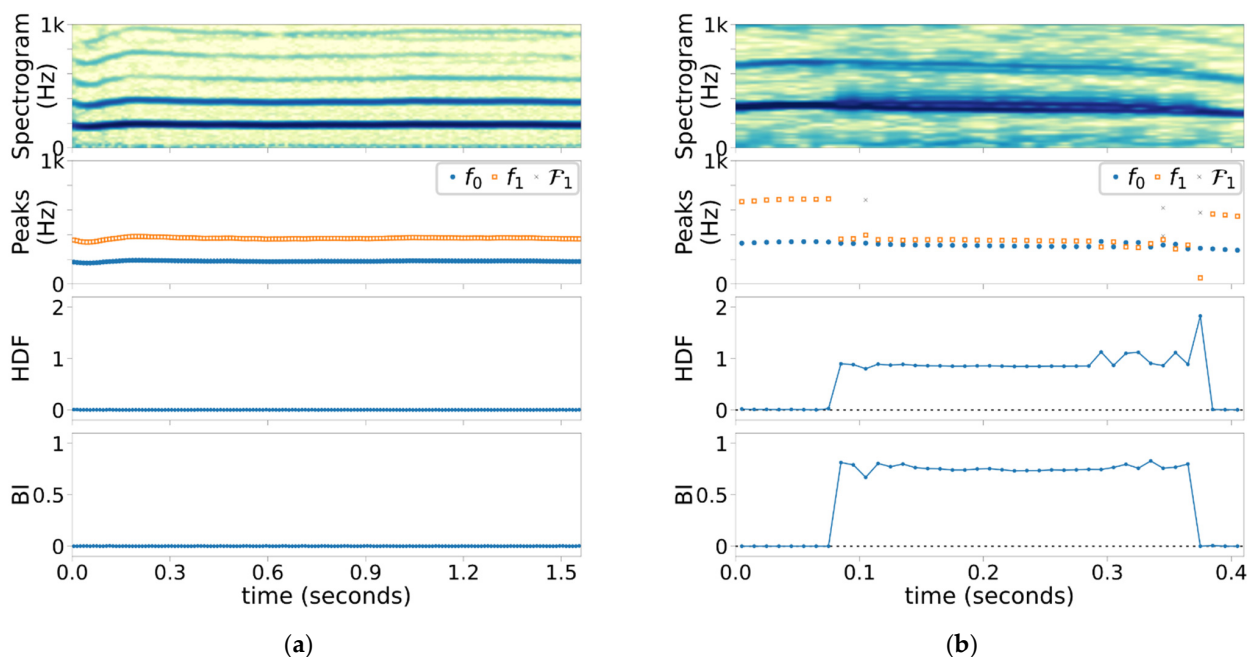 Spectrogram
(Hz)
1k
0
Peaks
(Hz)
1k
0
f₀ f₁ × ℱ₁
HDF
2
1
0
BI
1
0.5
0
0.0 0.3 0.6 0.9 1.2 1.5
time (seconds)
(a)
Spectrogram
(Hz)
1k
0
Peaks
(Hz)
1k
0
f₀ f₁ × ℱ₁
HDF
2
1
0
BI
1
0.5
0
0.0 0.1 0.2 0.3 0.4
time (seconds)
(b)